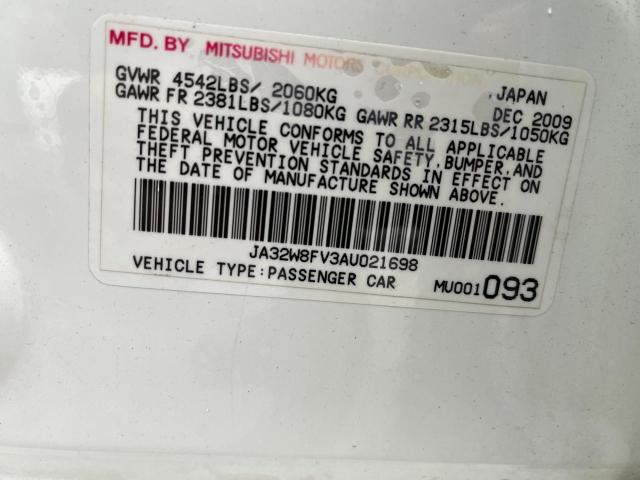 MFD. BY MITSUBISHI MOTORS CORPORATION
GVWR 4542LBS/ 2060KG JAPAN
GAWR FR 2381LBS/1080KG GAWR RR 2315LBS/1050KG DEC 2009
THIS VEHICLE CONFORMS TO ALL APPLICABLE
FEDERAL MOTOR VEHICLE SAFETY,BUMPER,AND
THEFT PREVENTION STANDARDS IN EFFECT ON
THE DATE OF MANUFACTURE SHOWN ABOVE.
JA32W8FV3AU021698
VEHICLE TYPE:PASSENGER CAR MU001093